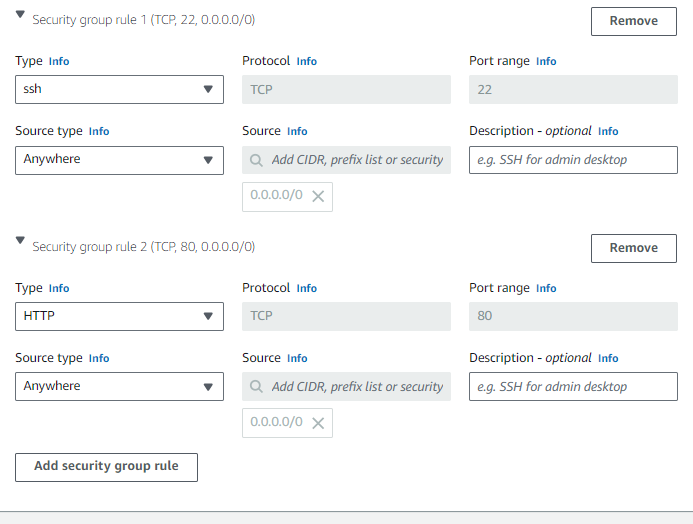 Security group rule 1 (TCP, 22, 0.0.0.0/0)
Remove
Type Info
Protocol Info
Port range Info
ssh
TCP
22
Source type Info
Source Info
Description - optional Info
Anywhere
Add CIDR, prefix list or security
e.g. SSH for admin desktop
0.0.0.0/0
Security group rule 2 (TCP, 80, 0.0.0.0/0)
Remove
Type Info
Protocol Info
Port range Info
HTTP
TCP
80
Source type Info
Source Info
Description - optional Info
Anywhere
Add CIDR, prefix list or security
e.g. SSH for admin desktop
0.0.0.0/0
Add security group rule